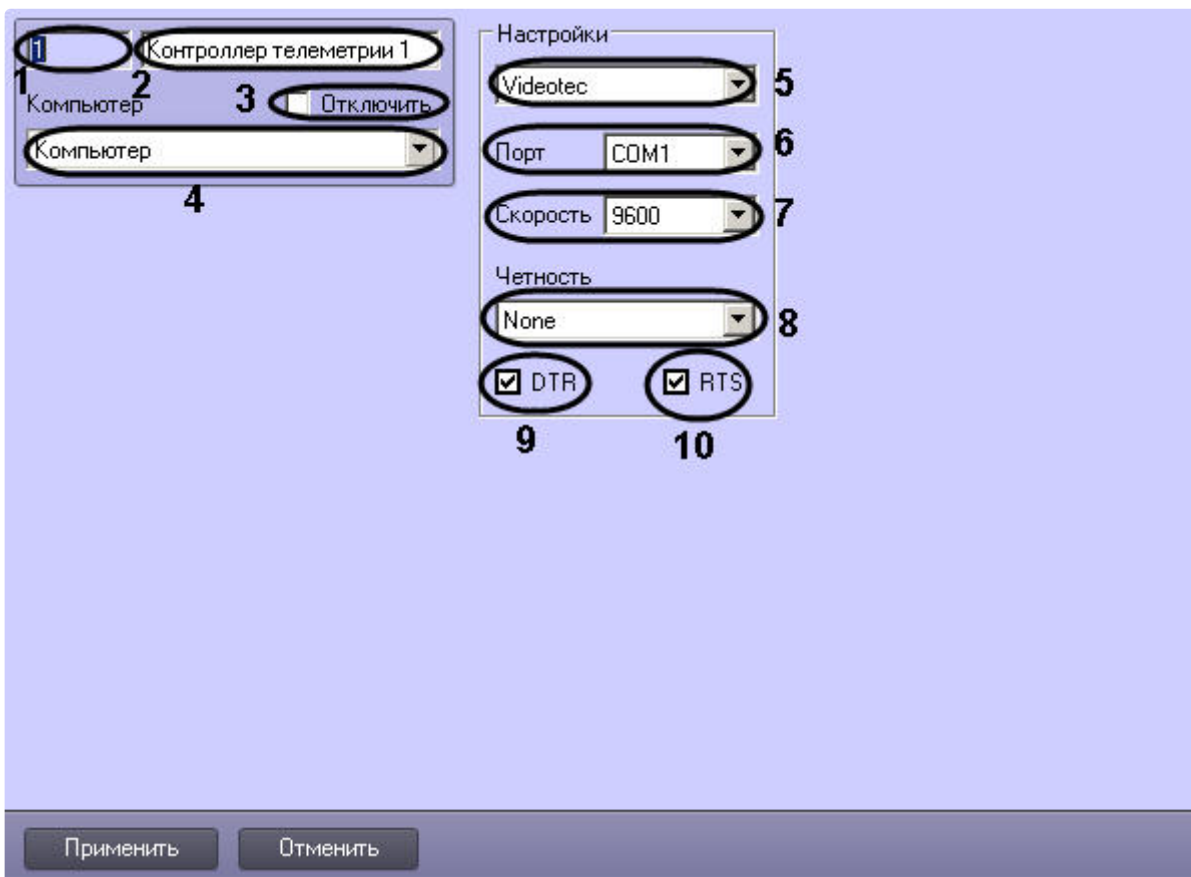 1 Контроллер телеметрии 1
1 2
Компьютер 3 Отключить
Компьютер
4
Настройки
Videotec 5
Порт COM1 6
Скорость 9600 7
Четность
None 8
DTR RTS
9 10
Применить Отменить